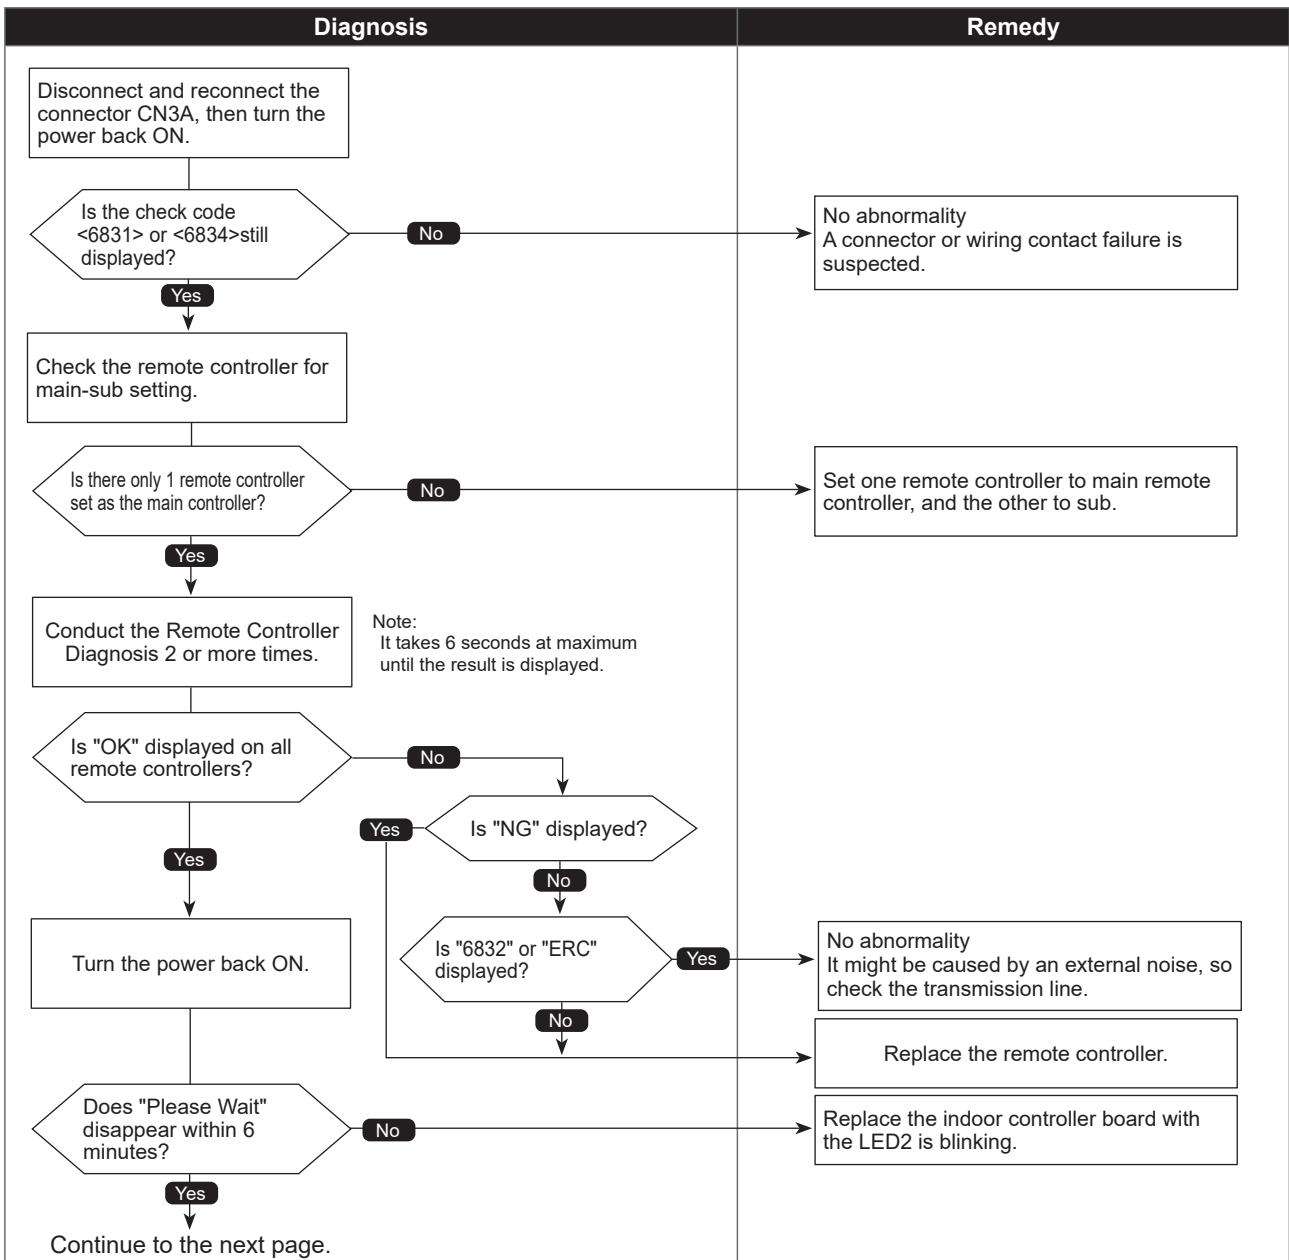 Diagnosis
Remedy
Disconnect and reconnect the
connector CN3A, then turn the
power back ON.
Is the check code
<6831> or <6834>still
displayed?
No
No abnormality
A connector or wiring contact failure is
suspected.
Yes
Check the remote controller for
main-sub setting.
Is there only 1 remote controller
set as the main controller?
No
Set one remote controller to main remote
controller, and the other to sub.
Yes
Conduct the Remote Controller
Diagnosis 2 or more times.
Note:
It takes 6 seconds at maximum
until the result is displayed.
Is "OK" displayed on all
remote controllers?
No
Is "NG" displayed?
Yes
No
Yes
Turn the power back ON.
Is "6832" or "ERC"
displayed?
Yes
No abnormality
It might be caused by an external noise, so
check the transmission line.
No
Replace the remote controller.
Does "Please Wait"
disappear within 6
minutes?
No
Replace the indoor controller board with
the LED2 is blinking.
Yes
Continue to the next page.